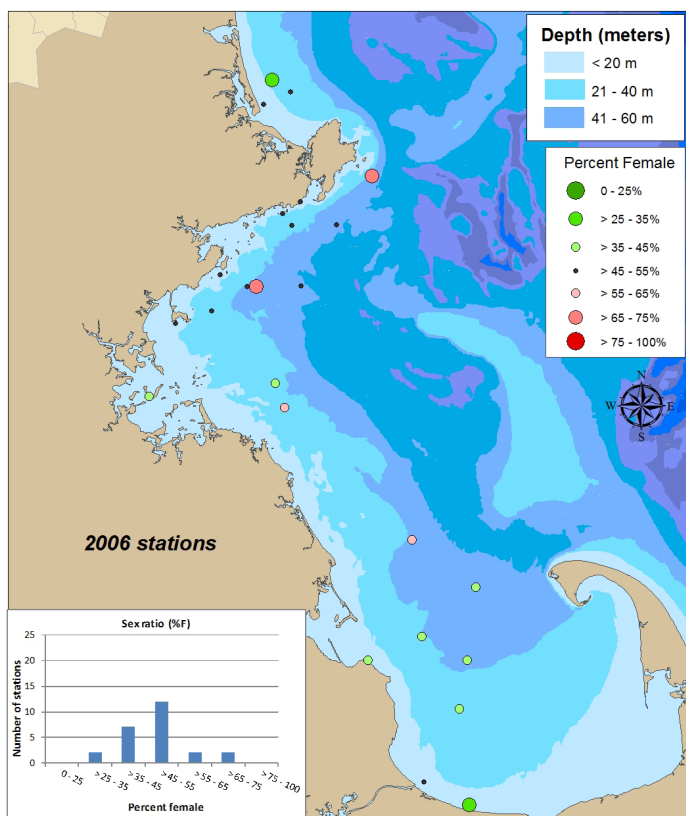 Depth (meters)
< 20 m
21 - 40 m
41 - 60 m
Percent Female
0 - 25%
> 25 - 35%
> 35 - 45%
> 45 - 55%
> 55 - 65%
> 65 - 75%
> 75 - 100%
N
W
E
S
2006 stations
Sex ratio (%F)
Number of stations
25
20
15
10
5
0
0 - 25
> 25 - 35
> 35 - 45
>45 - 55
> 55 - 65
> 65 - 75
> 75 - 100
Percent female